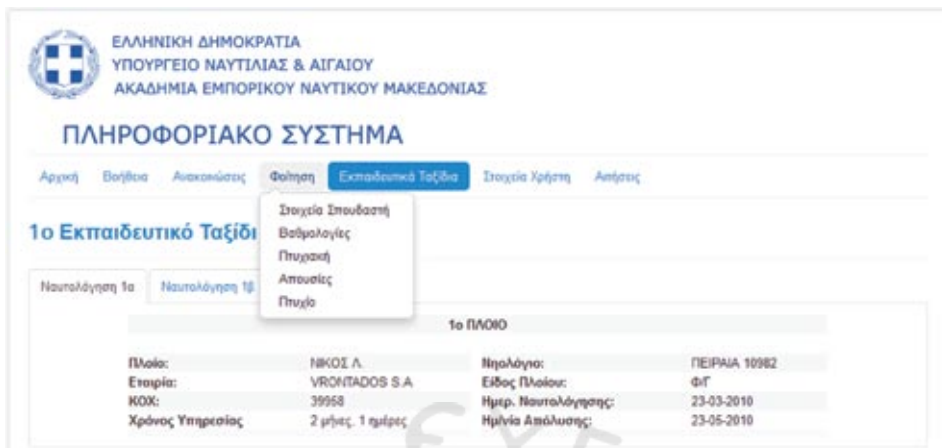 ΕΛΛΗΝΙΚΗ ΔΗΜΟΚΡΑΤΙΑ
ΥΠΟΥΡΓΕΙΟ ΝΑΥΤΙΛΙΑΣ & ΑΙΓΑΙΟΥ
ΑΚΑΔΗΜΙΑ ΕΜΠΟΡΙΚΟΥ ΝΑΥΤΙΚΟΥ ΜΑΚΕΔΟΝΙΑΣ
ΠΛΗΡΟΦΟΡΙΑΚΟ ΣΥΣΤΗΜΑ
Αρχική Βοήθεια Ανακοινώσεις Φοίτηση Εκπαιδευτικά Ταξίδια Στοιχεία Χρήστη Αιτήσεις
Στοιχεία Σπουδαστή
Βαθμολογίες
Πτυχιακή
Απουσίες
Πτυχίο
1ο Εκπαιδευτικό Ταξίδι
Ναυτολόγηση 1α Ναυτολόγηση 1β
1ο ΠΛΟΙΟ
Πλοίο: ΝΙΚΟΣ Λ. Νηολόγιο: ΠΕΙΡΑΙΑ 10982
Εταιρία: VRONTADOS S.A Είδος Πλοίου: Φ/Γ
ΚΟΧ: 39958 Ημερ. Ναυτολόγησης: 23-03-2010
Χρόνος Υπηρεσίας 2 μήνες. 1 ημέρες Ημ/νία Απόλυσης: 23-05-2010